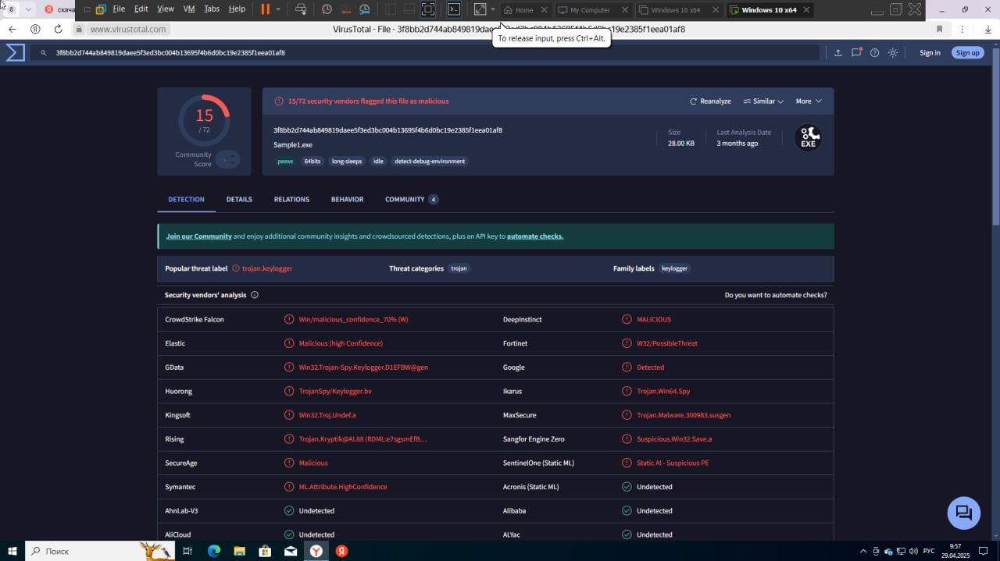 8 скача File Edit View VM Tabs Help Home My Computer Windows 10 x64 Windows 10 x64
www.virustotal.com VirusTotal - File - 3f8bb2d744ab849819daee5f3ed3bc004b13695f4b6d0bc19e2385f1eea01af8
To release input, press Ctrl+Alt.
3f8bb2d744ab849819daee5f3ed3bc004b13695f4b6d0bc19e2385f1eea01af8 Sign in Sign up
15 / 72
Community Score
15/72 security vendors flagged this file as malicious Reanalyze Similar More
3f8bb2d744ab849819daee5f3ed3bc004b13695f4b6d0bc19e2385f1eea01af8
Sample1.exe
Size 28.00 KB
Last Analysis Date 3 months ago
EXE
peexe 64bits long-sleeps idle detect-debug-environment
DETECTION DETAILS RELATIONS BEHAVIOR COMMUNITY 4
Join our Community and enjoy additional community insights and crowdsourced detections, plus an API key to automate checks.
Popular threat label trojan.keylogger Threat categories trojan Family labels keylogger
Security vendors' analysis Do you want to automate checks?
CrowdStrike Falcon Win/malicious_confidence_70% (W) DeepInstinct MALICIOUS
Elastic Malicious (high Confidence) Fortinet W32/PossibleThreat
GData Win32.Trojan-Spy.Keylogger.D1EFBW@gen Google Detected
Huorong TrojanSpy/Keylogger.bv Ikarus Trojan.Win64.Spy
Kingsoft Win32.Troj.Undef.a MaxSecure Trojan.Malware.300983.susgen
Rising Trojan.Kryptik@AI.88 (RDML:e7sgsmEfB... Sangfor Engine Zero Suspicious.Win32.Save.a
SecureAge Malicious SentinelOne (Static ML) Static AI - Suspicious PE
Symantec ML.Attribute.HighConfidence Acronis (Static ML) Undetected
AhnLab-V3 Undetected Alibaba Undetected
AliCloud Undetected ALYac Undetected
Поиск РУС 9:57
29.04.2025